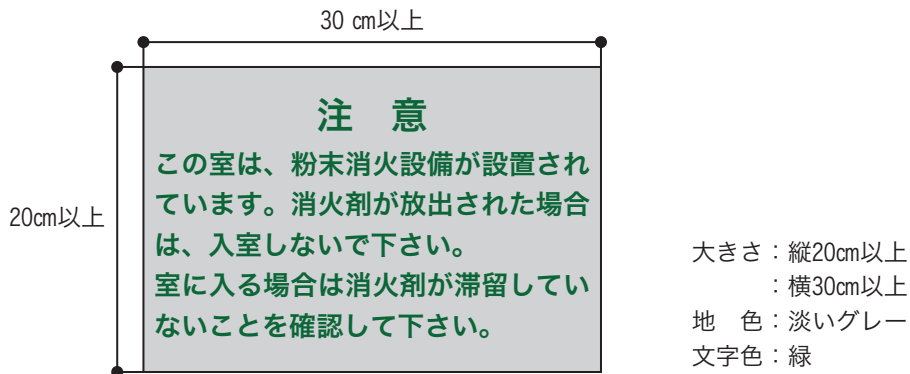 30 ㎝以上
注　意
この室は、粉末消火設備が設置され
ています。消火剤が放出された場合
は、入室しないで下さい。
室に入る場合は消火剤が滞留してい
ないことを確認して下さい。
20㎝以上
大きさ：縦20㎝以上
：横30㎝以上
地　色：淡いグレー
文字色：緑